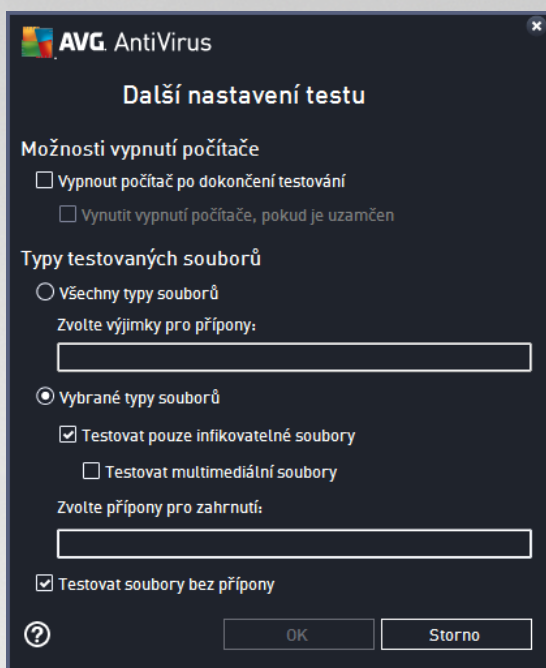 AVG. AntiVirus
Další nastavení testu
Možnosti vypnutí počítače
Vypnout počítač po dokončení testování
Vynutit vypnutí počítače, pokud je uzamčen
Typy testovaných souborů
Všechny typy souborů
Zvolte výjimky pro přípony:
Vybrané typy souborů
Testovat pouze infikovatelné soubory
Testovat multimediální soubory
Zvolte přípony pro zahrnutí:
Testovat soubory bez přípony
OK Storno